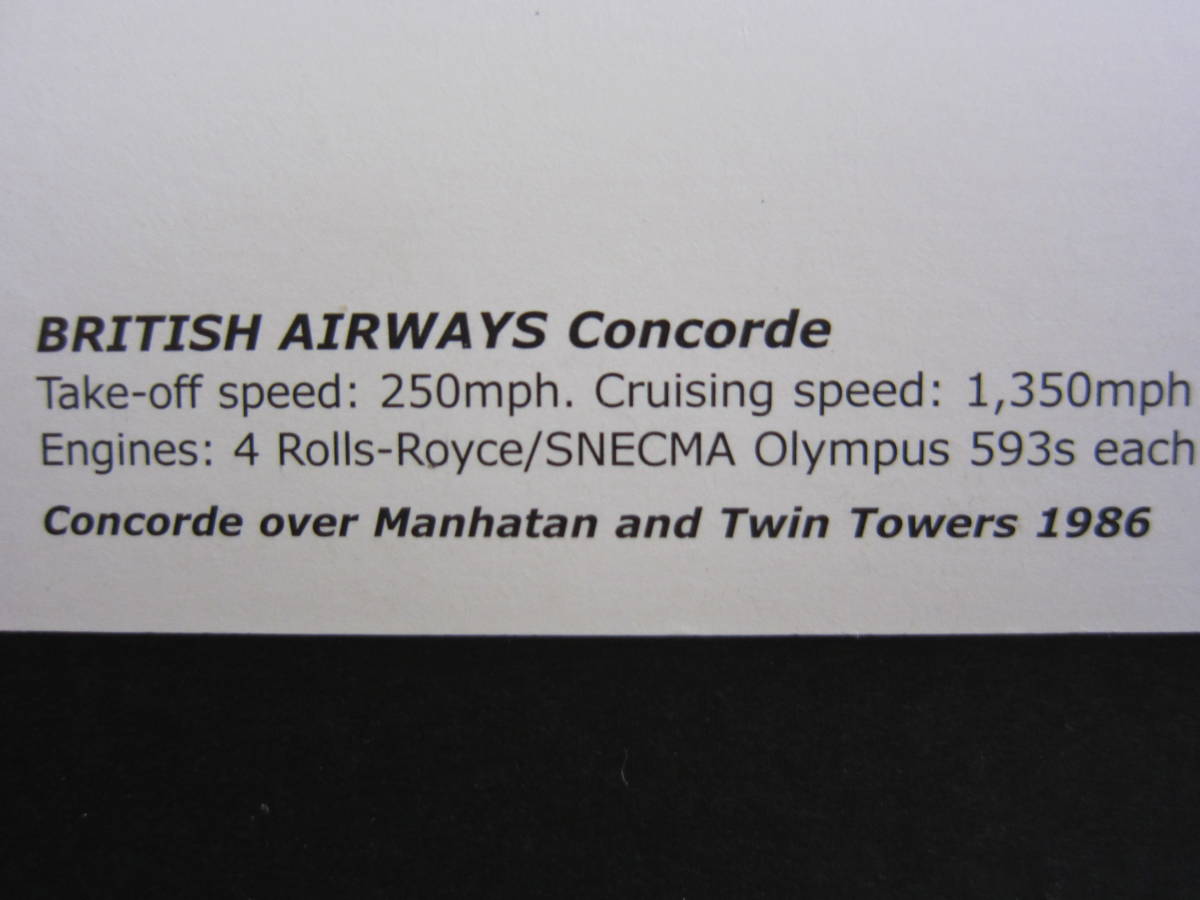 BRITISH AIRWAYS Concorde
Take-off speed: 250mph. Cruising speed: 1,350mph
Engines: 4 Rolls-Royce/SNECMA Olympus 593s each
Concorde over Manhatan and Twin Towers 1986